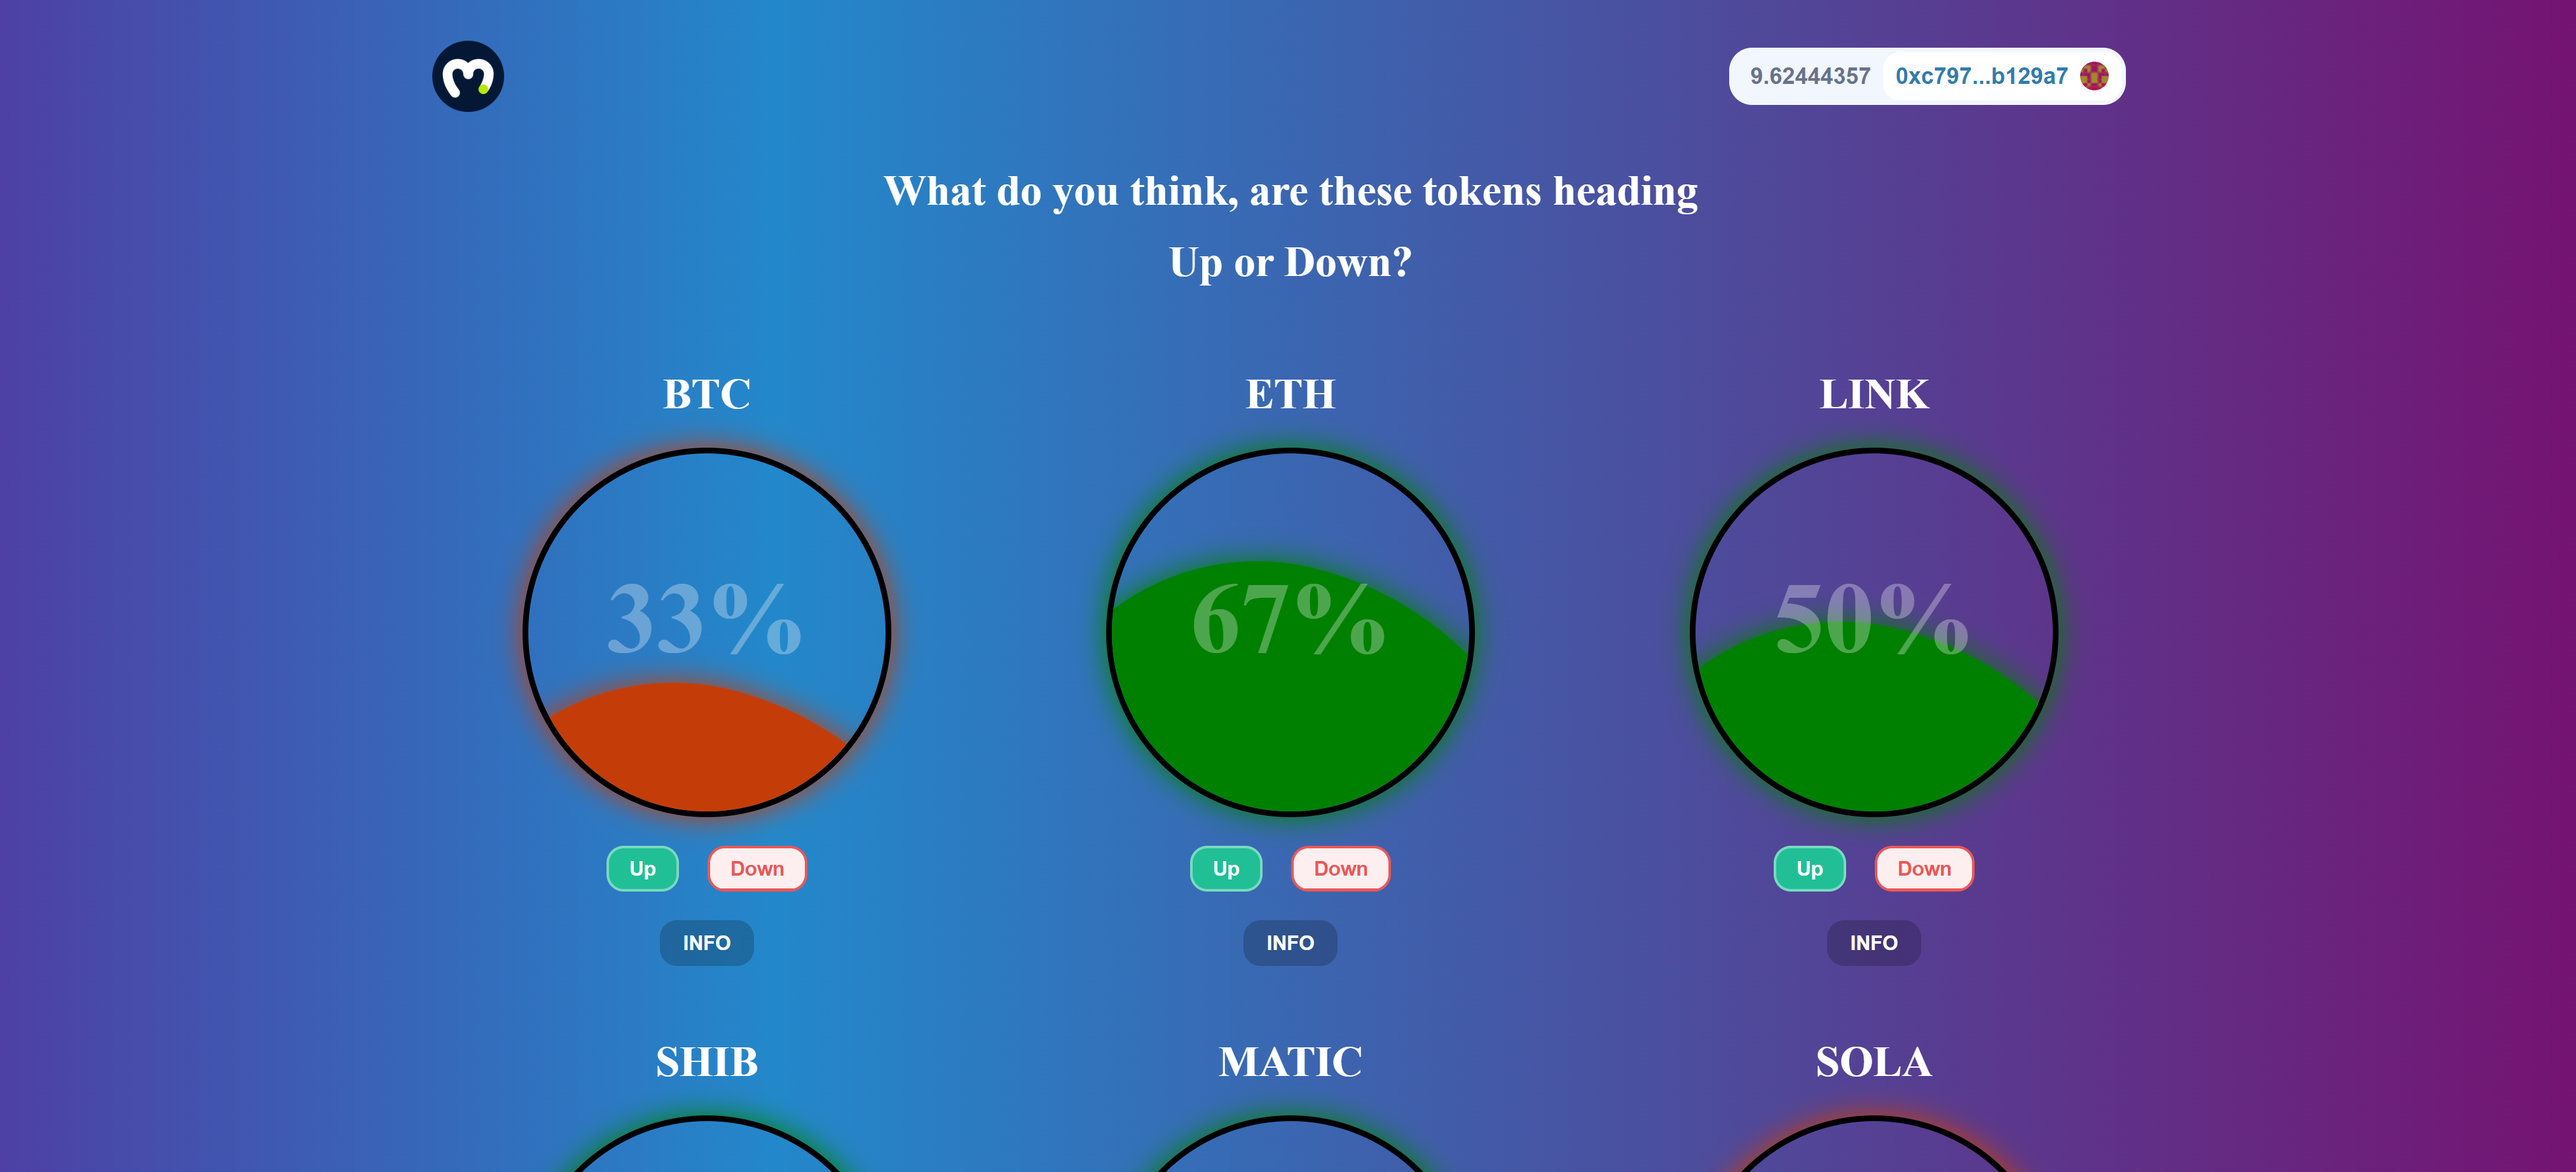 9.62444357 0xc797...b129a7
What do you think, are these tokens heading
Up or Down?
BTC ETH LINK
33% 67% 50%
Up Down Up Down Up Down
INFO INFO INFO
SHIB MATIC SOLA